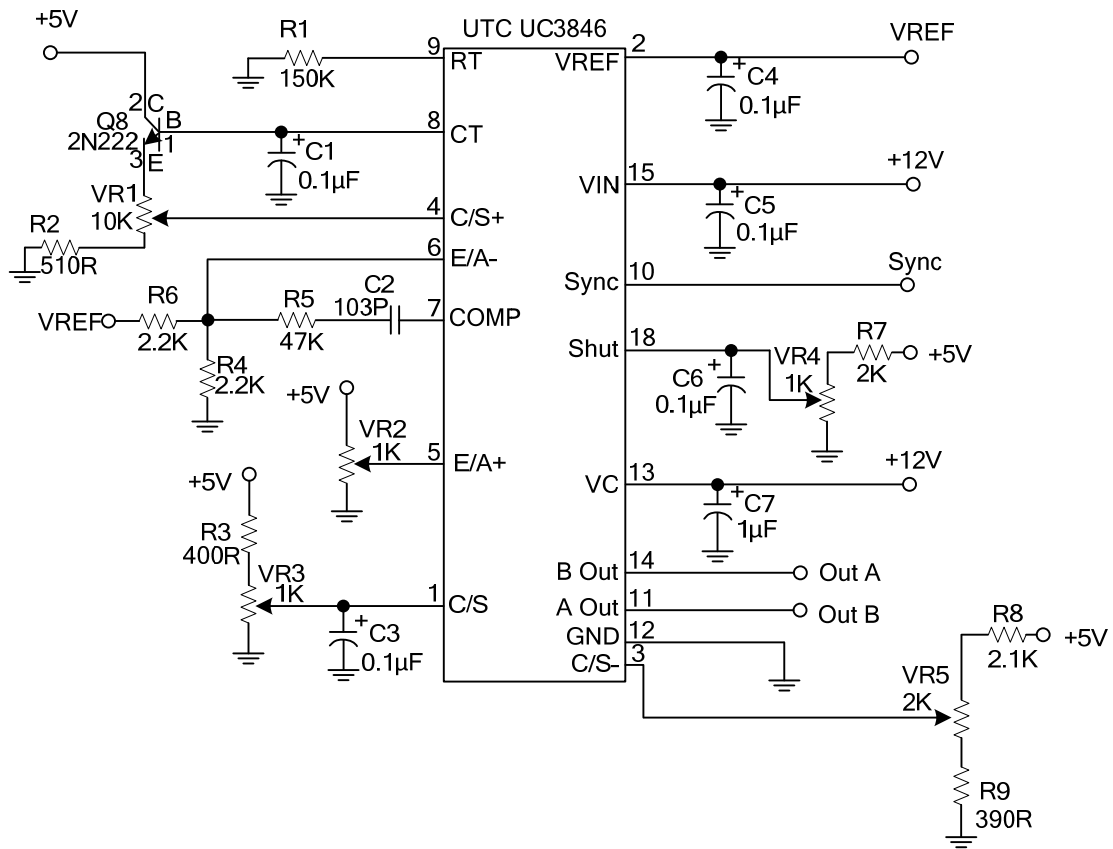 UTC UC3846
+5V
R1
150K
9
RT
2 C
Q8
B
2N222
1
3 E
8
CT
C1
+
0.1µF
VR1
10K
4
C/S+
R2
510R
6
E/A-
VREF
R6
2.2K
R5
47K
C2
103P
7
COMP
R4
2.2K
+5V
VR2
1K
5
E/A+
+5V
R3
400R
VR3
1K
1
C/S
+
C3
0.1µF
VREF
2
VREF
+
C4
0.1µF
VIN
15
+12V
+
C5
0.1µF
Sync
10
Sync
Shut
18
+
C6
0.1µF
VR4
1K
R7
2K
+5V
VC
13
+12V
+
C7
1µF
B Out
14
Out A
A Out
11
Out B
GND
12
C/S-
3
R8
2.1K
+5V
VR5
2K
R9
390R